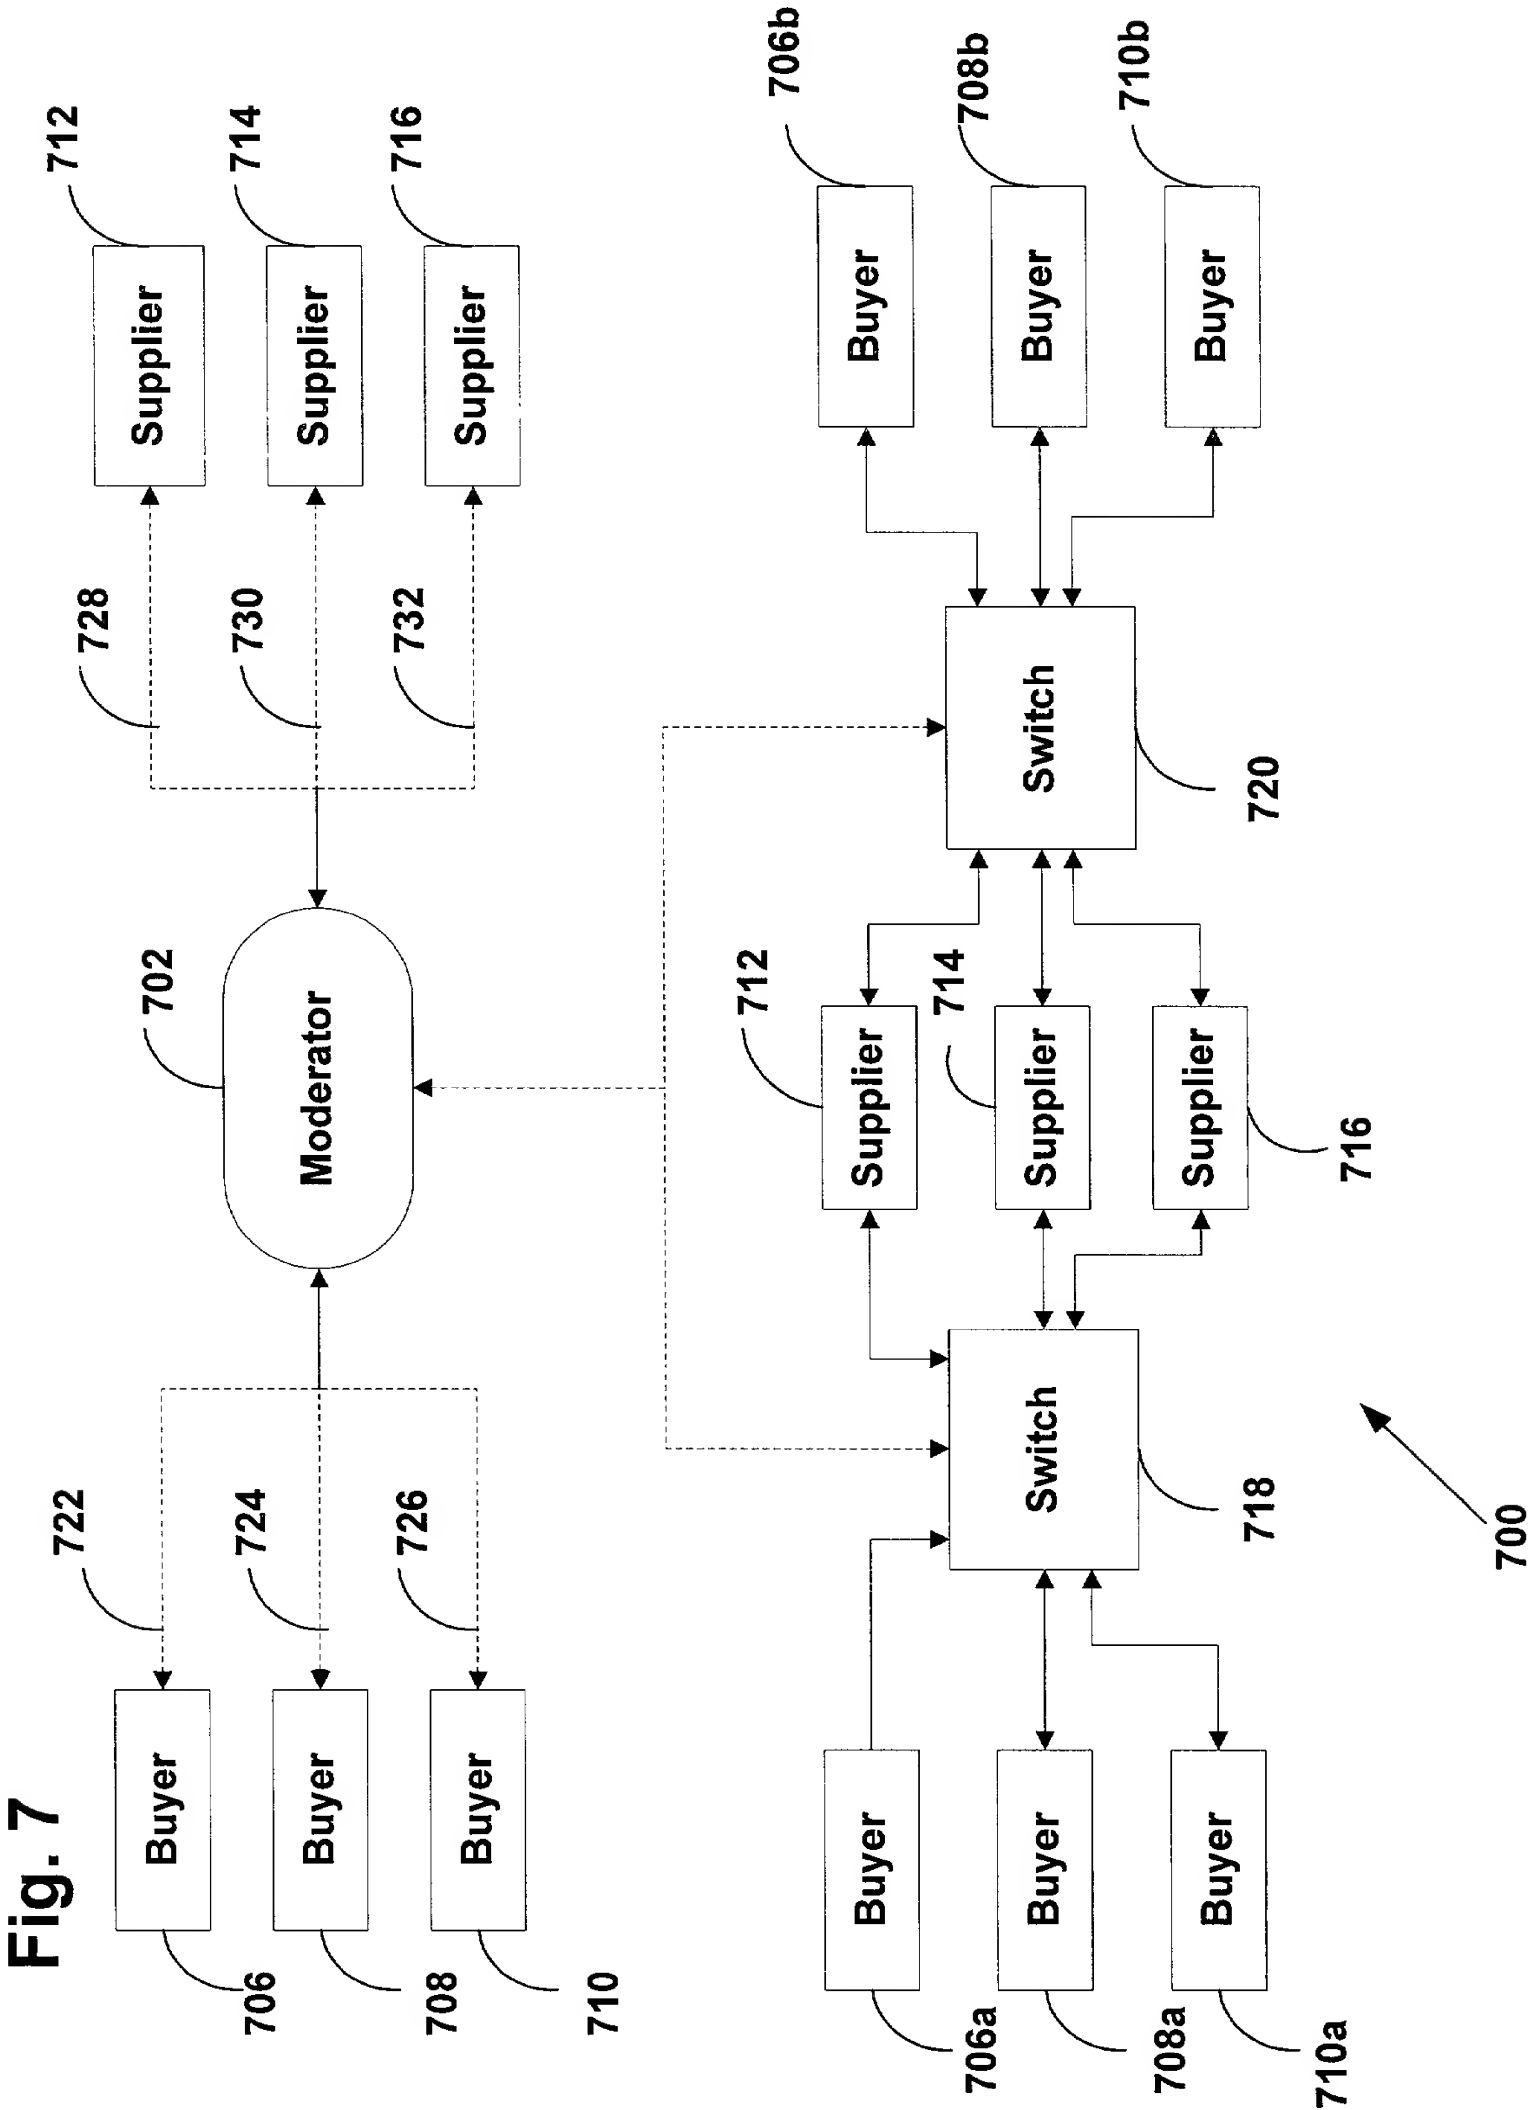 Fig. 7
722
702
728
712
Buyer
Supplier
706
724
730
714
Buyer
Moderator
Supplier
708
726
732
716
Buyer
Supplier
710
712
706b
Buyer
Supplier
Buyer
706a
714
708b
Buyer
Switch
Supplier
Switch
Buyer
708a
710b
Buyer
Supplier
Buyer
710a
718
716
720
700